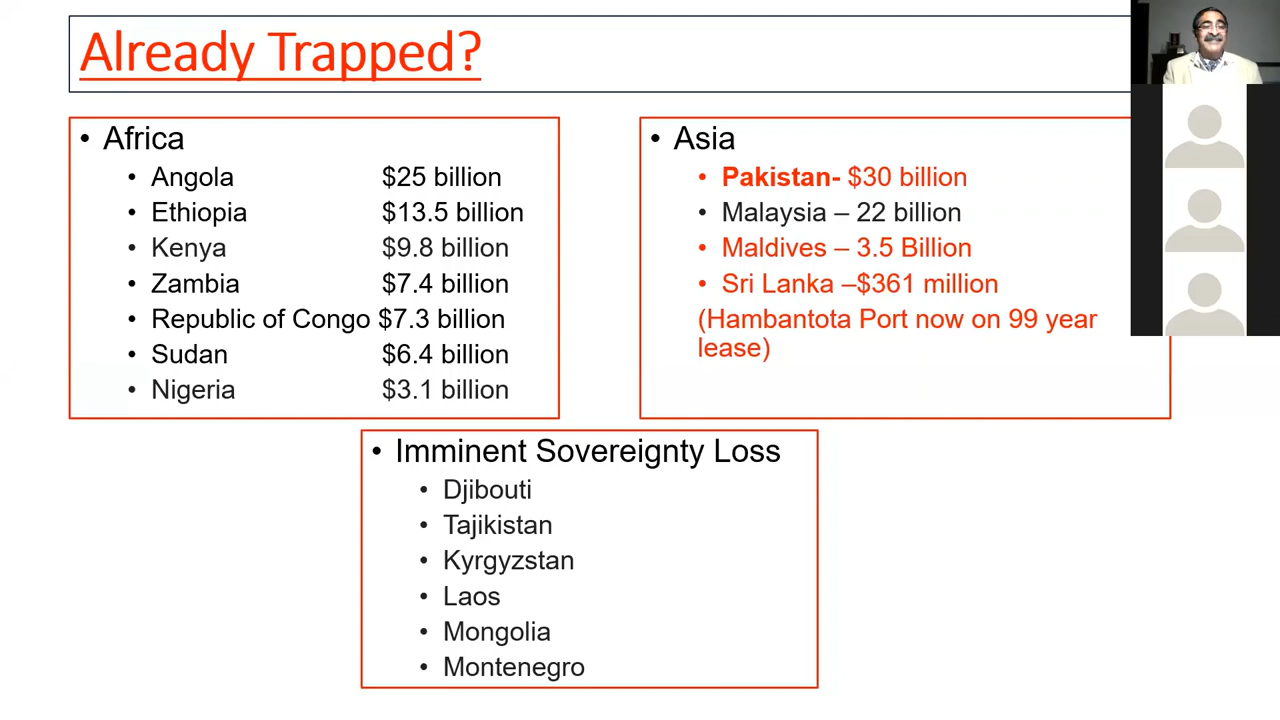 Already Trapped?
• Africa
• Angola $25 billion
• Ethiopia $13.5 billion
• Kenya $9.8 billion
• Zambia $7.4 billion
• Republic of Congo $7.3 billion
• Sudan $6.4 billion
• Nigeria $3.1 billion
• Asia
• Pakistan- $30 billion
• Malaysia – 22 billion
• Maldives – 3.5 Billion
• Sri Lanka –$361 million
(Hambantota Port now on 99 year
lease)
• Imminent Sovereignty Loss
• Djibouti
• Tajikistan
• Kyrgyzstan
• Laos
• Mongolia
• Montenegro